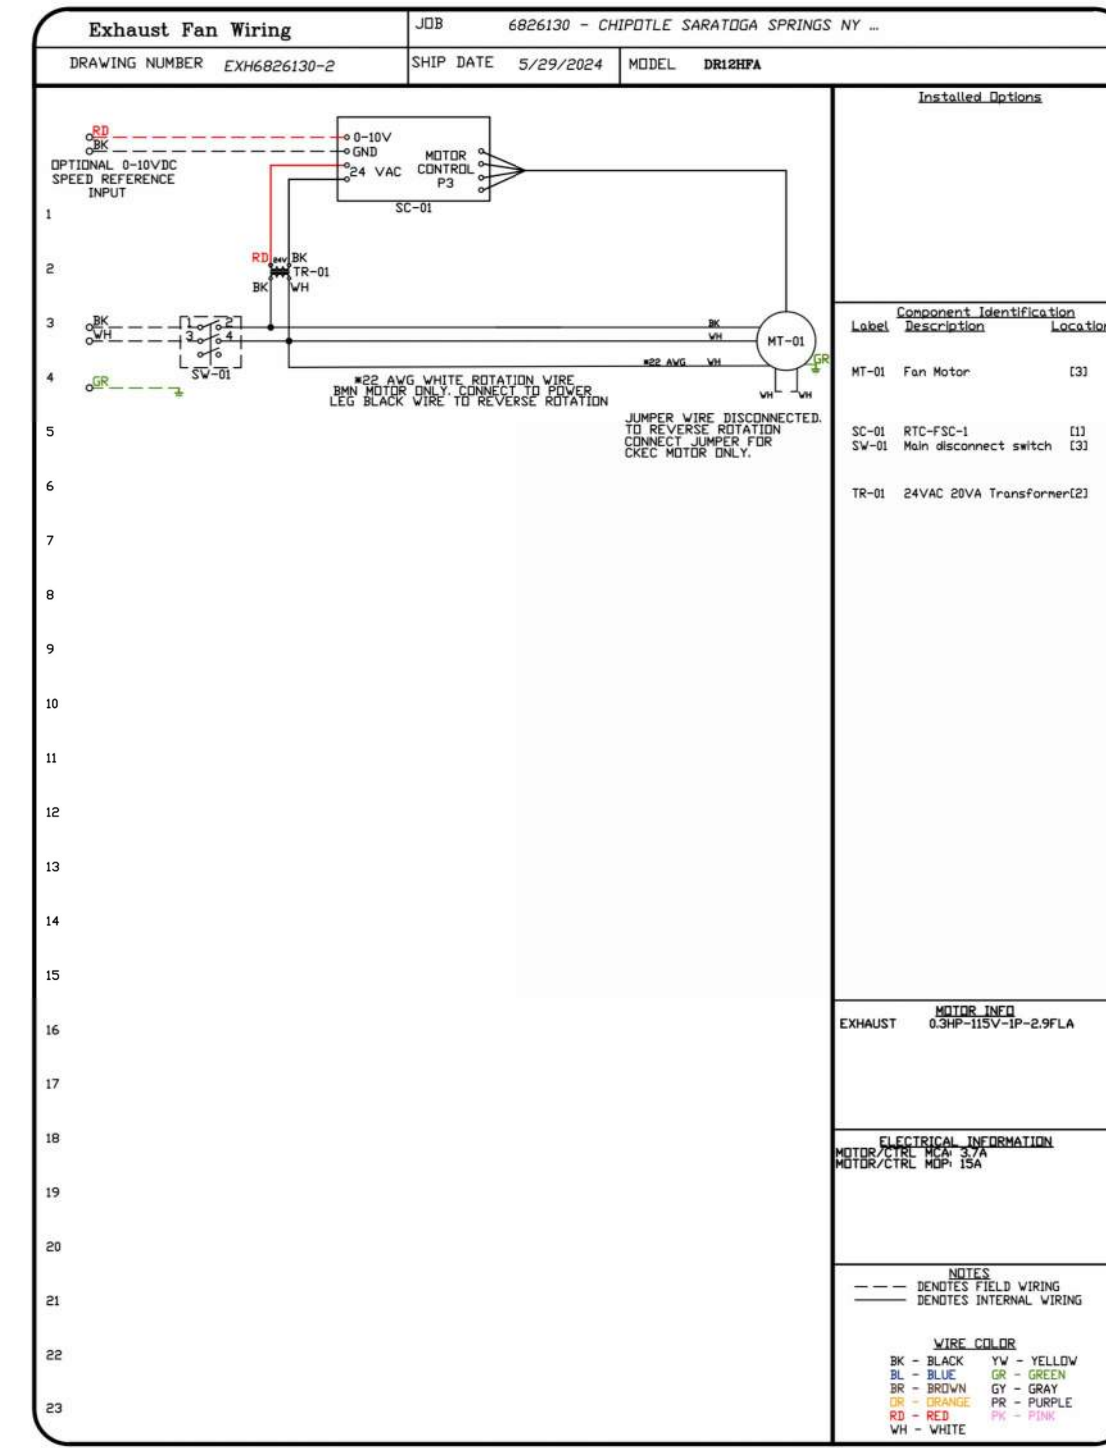 Exhaust Fan Wiring
JOB 6826130 - CHIPOTLE SARATOGA SPRINGS NY ...
DRAWING NUMBER EXH6826130-2
SHIP DATE 5/29/2024
MODEL DR12HFA
RD
BK
OPTIONAL 0-10VDC
SPEED REFERENCE
INPUT
0-10V
GND
24 VAC
MOTOR
CONTROL
P3
SC-01
RD 24V BK
TR-01
BK WH
BK
WH
1 2
3 4
SW-01
GR
BK
WH
MT-01
GR
*22 AWG WH
*22 AWG WHITE ROTATION WIRE
BMN MOTOR ONLY. CONNECT TO POWER
LEG BLACK WIRE TO REVERSE ROTATION
WH WH
JUMPER WIRE DISCONNECTED.
TO REVERSE ROTATION
CONNECT JUMPER FOR
CKEC MOTOR ONLY.
1
2
3
4
5
6
7
8
9
10
11
12
13
14
15
16
17
18
19
20
21
22
23
Installed Options
Component Identification
Label Description Location
MT-01 Fan Motor [3]
SC-01 RTC-FSC-1 [1]
SW-01 Main disconnect switch [3]
TR-01 24VAC 20VA Transformer[2]
MOTOR INFO
EXHAUST 0.3HP-115V-1P-2.9FLA
ELECTRICAL INFORMATION
MOTOR/CTRL MCA: 3.7A
MOTOR/CTRL MOP: 15A
NOTES
DENOTES FIELD WIRING
DENOTES INTERNAL WIRING
WIRE COLOR
BK - BLACK YW - YELLOW
BL - BLUE GR - GREEN
BR - BROWN GY - GRAY
OR - ORANGE PR - PURPLE
RD - RED PK - PINK
WH - WHITE